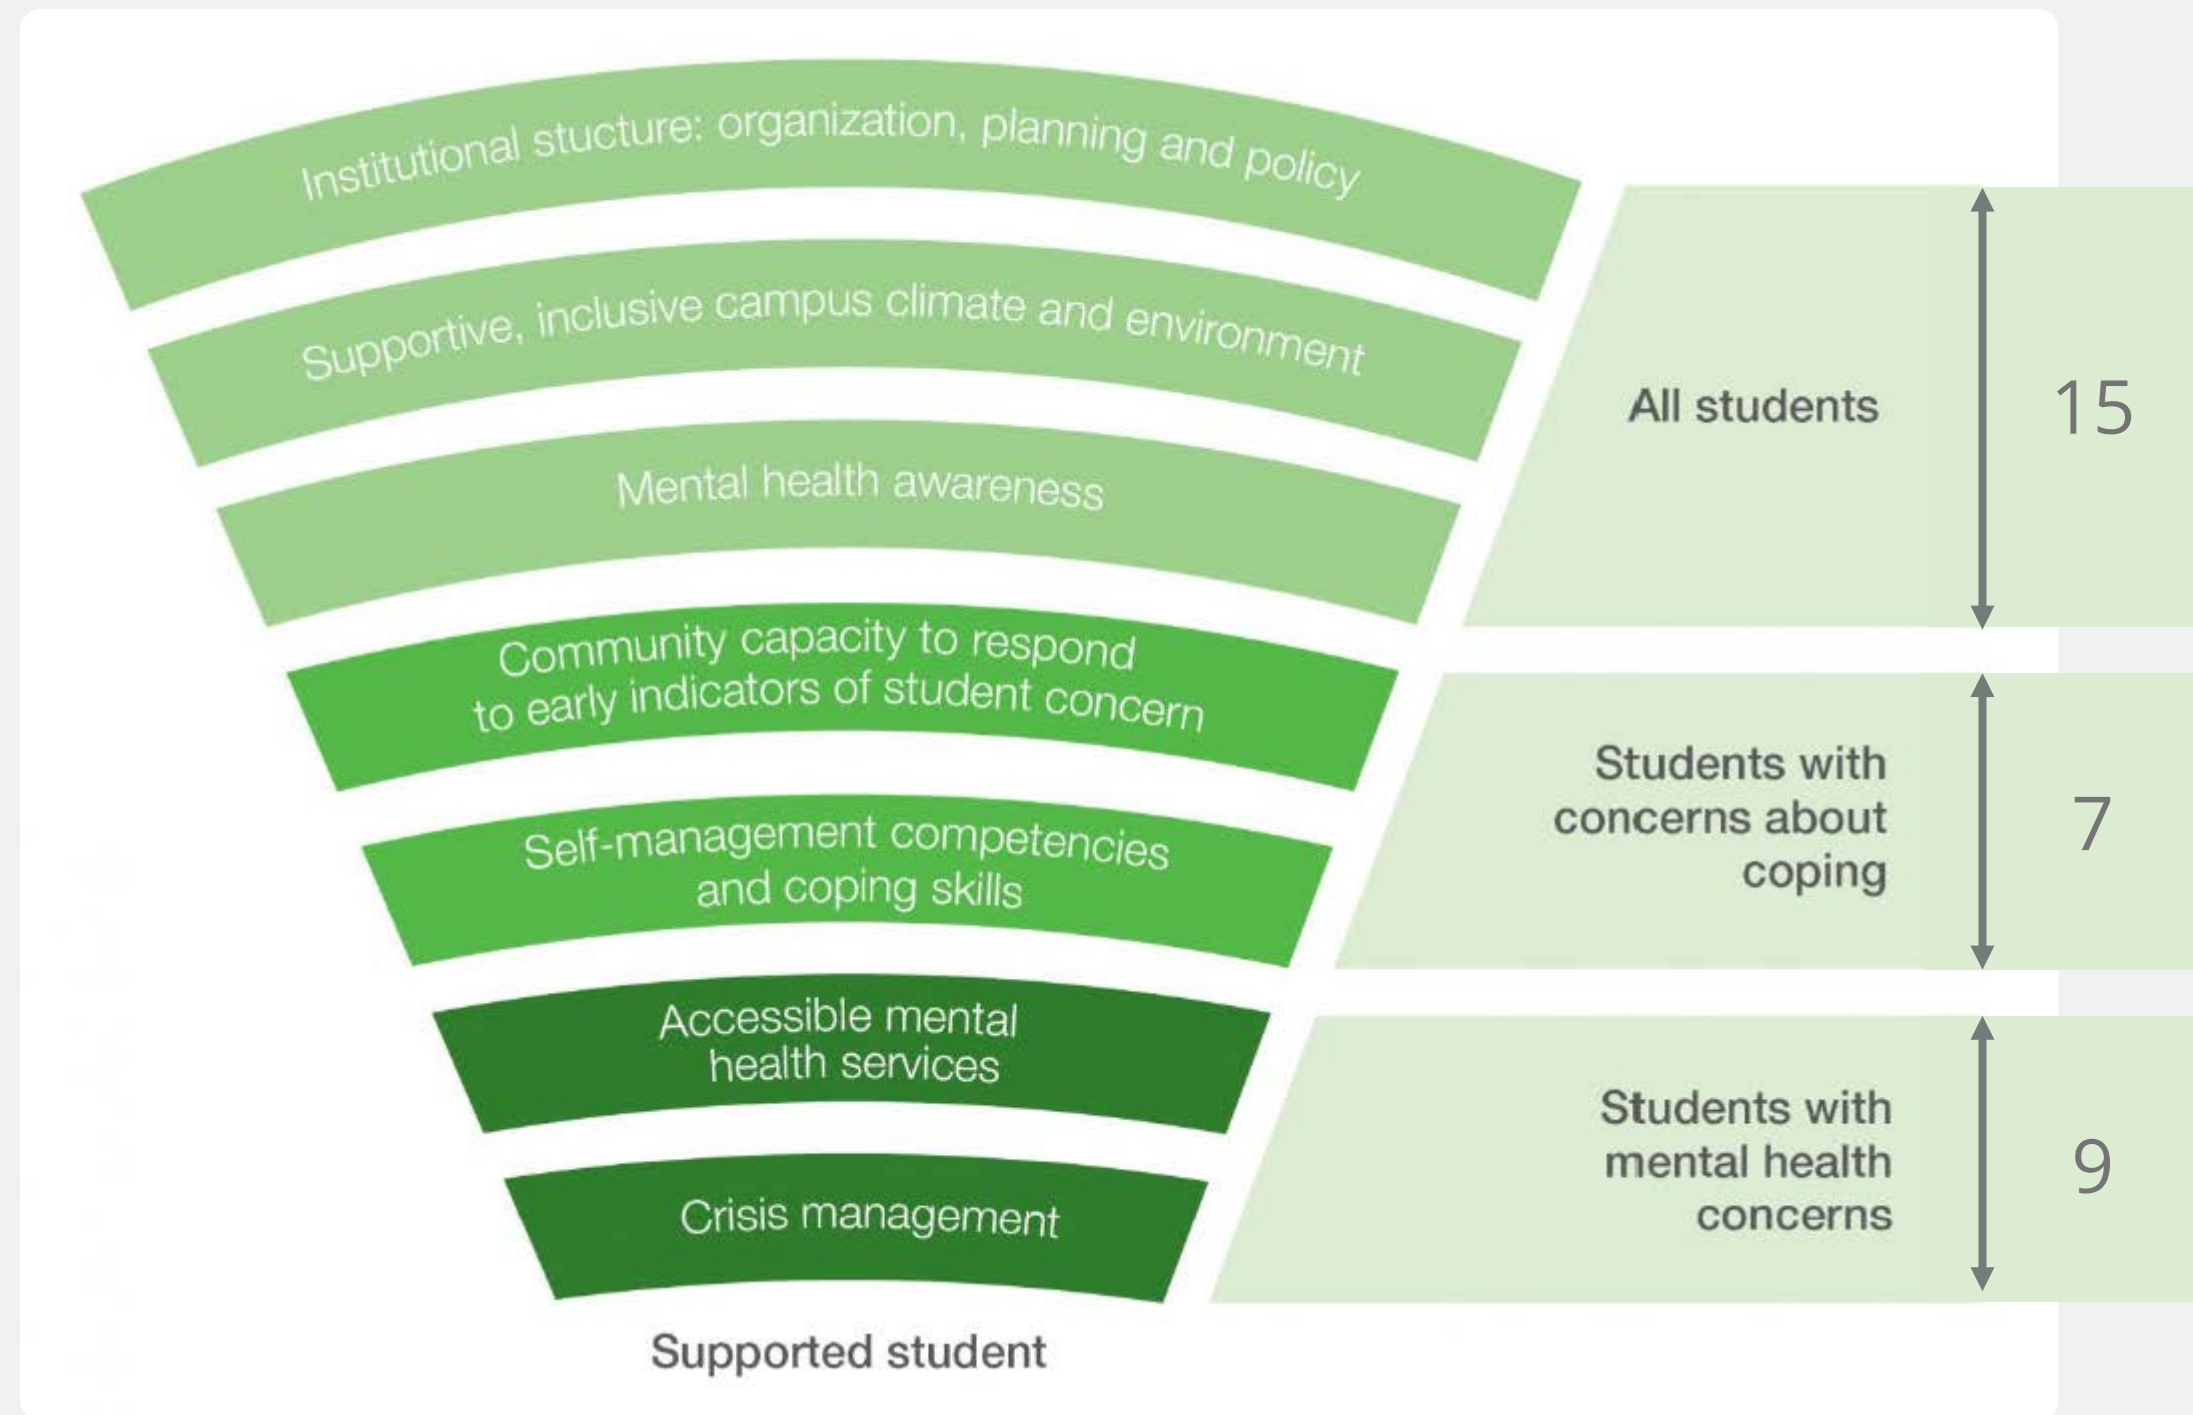 Institutional stucture: organization, planning and policy
Supportive, inclusive campus climate and environment
Mental health awareness
All students
15
Community capacity to respond
to early indicators of student concern
Self-management competencies
and coping skills
Students with
concerns about
coping
7
Accessible mental
health services
Crisis management
Students with
mental health
concerns
9
Supported student